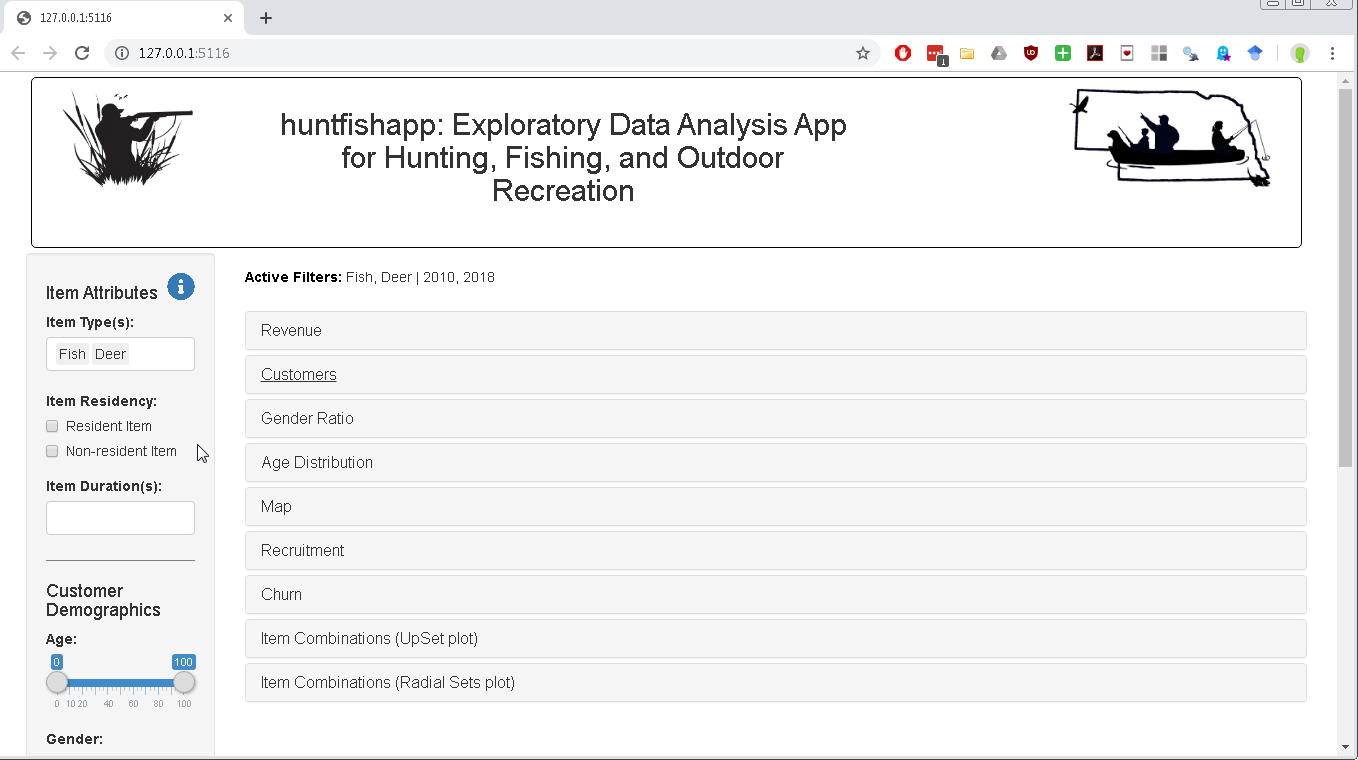 127.0.0.1:5116
127.0.0.1:5116
1
huntfishapp: Exploratory Data Analysis App
for Hunting, Fishing, and Outdoor
Recreation
Item Attributes
Item Type(s):
Fish Deer
Item Residency:
Resident Item
Non-resident Item
Item Duration(s):
Customer
Demographics
Age:
0 100
0 10 20 40 60 80 100
Gender:
Active Filters: Fish, Deer | 2010, 2018
Revenue
Customers
Gender Ratio
Age Distribution
Map
Recruitment
Churn
Item Combinations (UpSet plot)
Item Combinations (Radial Sets plot)